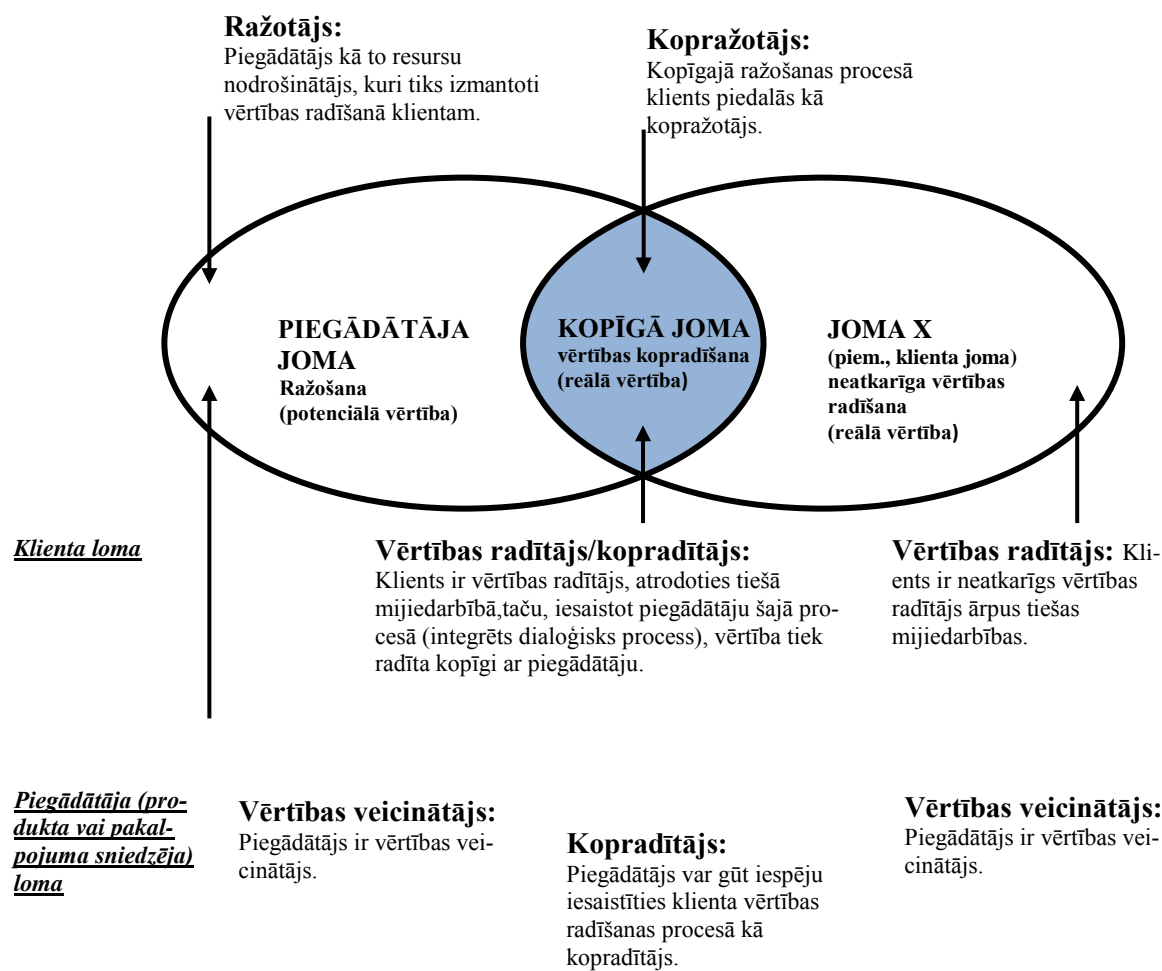 Ražotājs:
Piegādātājs kā to resursu
nodrošinātājs, kuri tiks izmantoti
vērtības radīšanā klientam.
Kopražotājs:
Kopīgajā ražošanas procesā
klients piedalās kā
kopražotājs.
PIEGĀDĀTĀJA
JOMA
Ražošana
(potenciālā vērtība)
KOPĪGĀ JOMA
vērtības kopradīšana
(reālā vērtība)
JOMA X
(piem., klienta joma)
neatkarīga vērtības
radīšana
(reālā vērtība)
Klienta loma
Vērtības radītājs/kopradītājs:
Klients ir vērtības radītājs, atrodoties tiešā
mijiedarbībā,taču, iesaistot piegādātāju šajā pro-
cesā (integrēts dialoģisks process), vērtība tiek
radīta kopīgi ar piegādātāju.
Vērtības radītājs: Kli-
ents ir neatkarīgs vērtības
radītājs ārpus tiešas
mijiedarbības.
Piegādātāja (pro-
dukta vai pakal-
pojuma sniedzēja)
loma
Vērtības veicinātājs:
Piegādātājs ir vērtības vei-
cinātājs.
Kopradītājs:
Piegādātājs var gūt iespēju
iesaistīties klienta vērtības
radīšanas procesā kā
kopradītājs.
Vērtības veicinātājs:
Piegādātājs ir vērtības vei-
cinātājs.